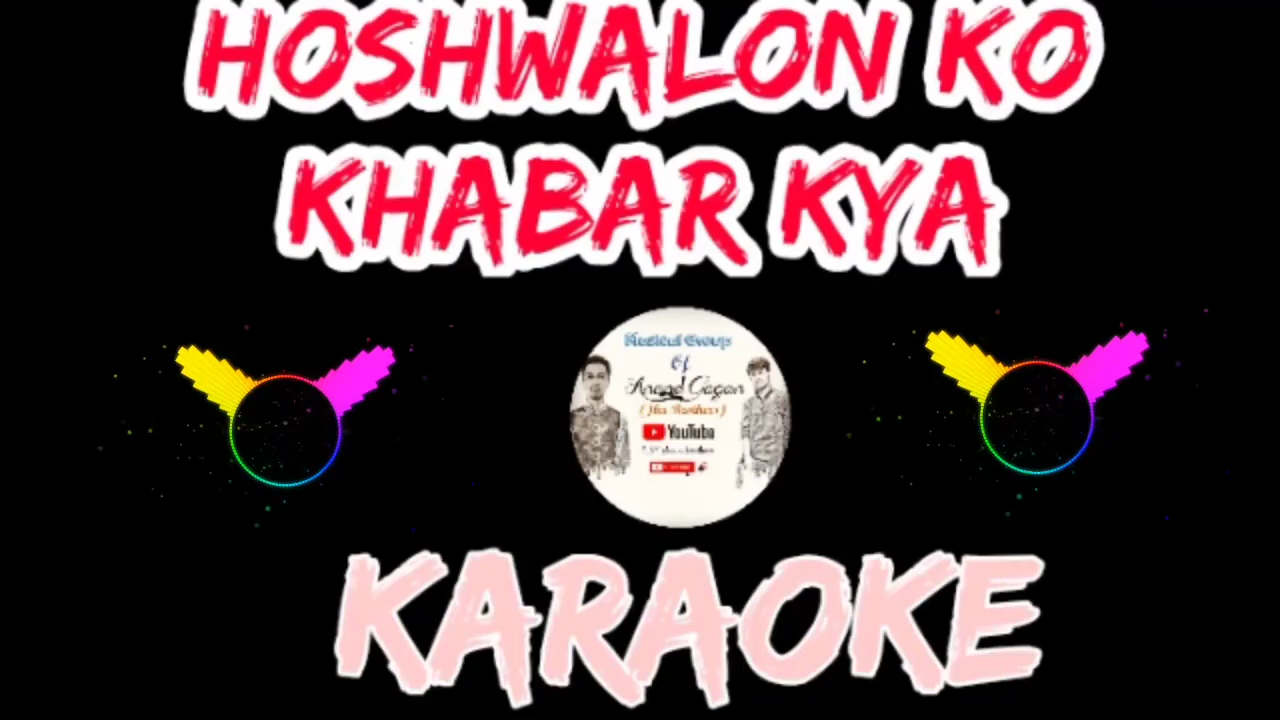 HOSHWALON KO
KHABAR KYA
Musical Group
Of
Anand Gagan
YouTube
KARAOKE